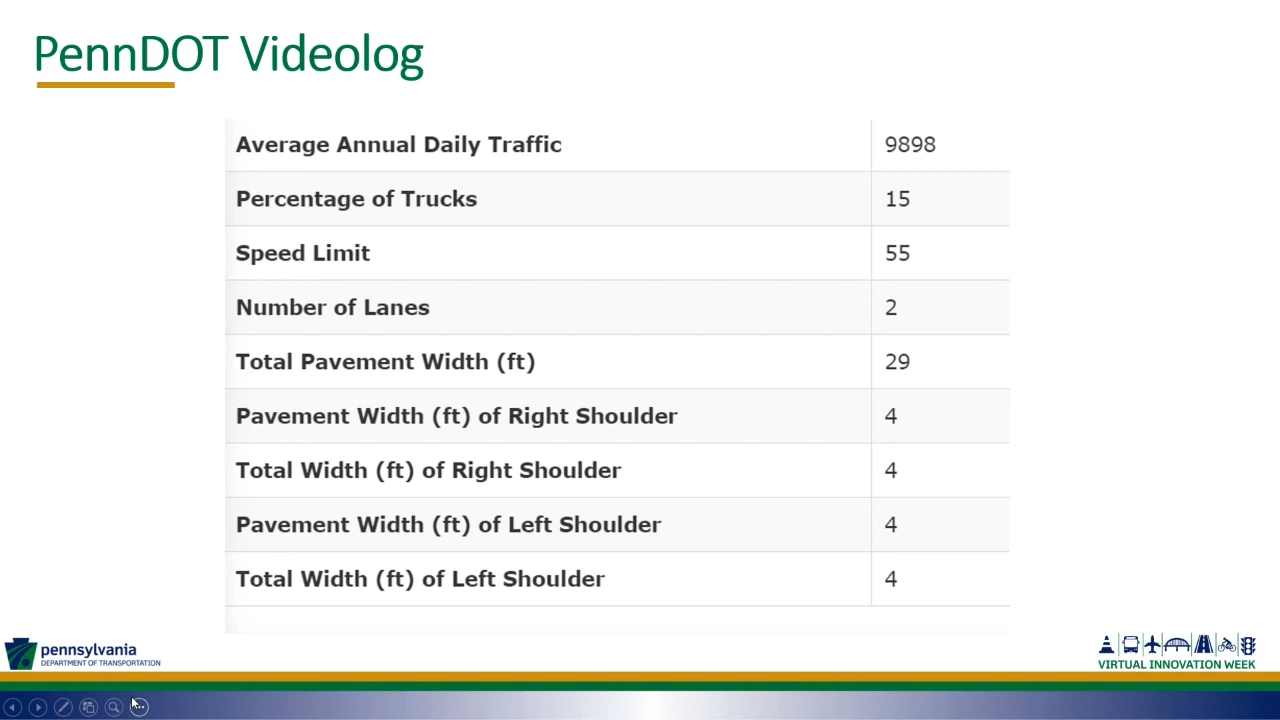 PennDOT Videolog
Average Annual Daily Traffic 9898
Percentage of Trucks 15
Speed Limit 55
Number of Lanes 2
Total Pavement Width (ft) 29
Pavement Width (ft) of Right Shoulder 4
Total Width (ft) of Right Shoulder 4
Pavement Width (ft) of Left Shoulder 4
Total Width (ft) of Left Shoulder 4
pennsylvania
DEPARTMENT OF TRANSPORTATION
VIRTUAL INNOVATION WEEK